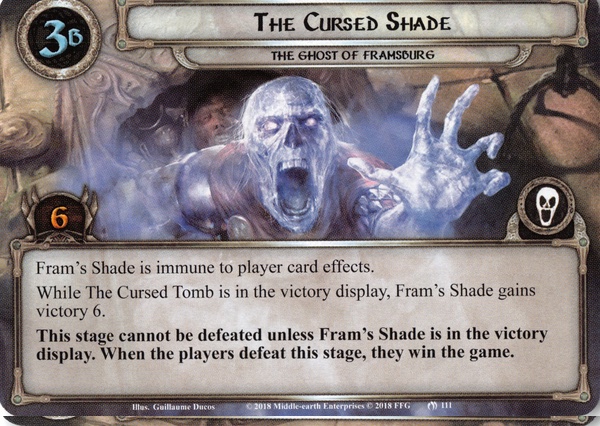 3B
THE CURSED SHADE
THE GHOST OF FRAMSBURG
6
Fram's Shade is immune to player card effects.
While The Cursed Tomb is in the victory display, Fram's Shade gains
victory 6.
This stage cannot be defeated unless Fram's Shade is in the victory
display. When the players defeat this stage, they win the game.
Illus. Guillaume Ducos © 2018 Middle-earth Enterprises © 2018 FFG 111